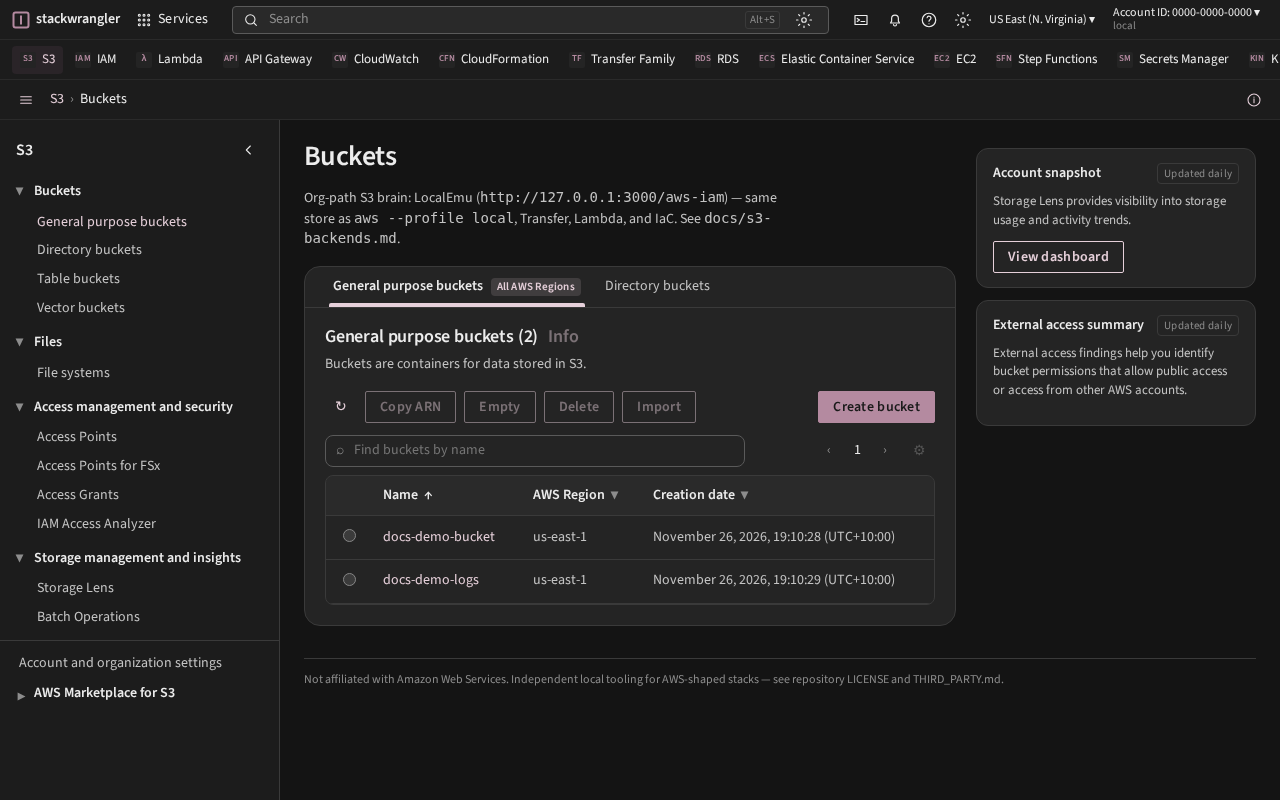 stackwrangler Services Search Alt+S US East (N. Virginia) ▾ Account ID: 0000-0000-0000 ▾
local
S3 S3 IAM IAM λ Lambda API API Gateway CW CloudWatch CFN CloudFormation TF Transfer Family RDS RDS ECS Elastic Container Service EC2 EC2 SFN Step Functions SM Secrets Manager KIN K
S3 › Buckets
S3
▼ Buckets
General purpose buckets
Directory buckets
Table buckets
Vector buckets
▼ Files
File systems
▼ Access management and security
Access Points
Access Points for FSx
Access Grants
IAM Access Analyzer
▼ Storage management and insights
Storage Lens
Batch Operations
Account and organization settings
▶ AWS Marketplace for S3
Buckets
Org-path S3 brain: LocalEmu (http://127.0.0.1:3000/aws-iam) — same
store as aws --profile local, Transfer, Lambda, and IaC. See docs/s3-
backends.md.
General purpose buckets All AWS Regions Directory buckets
General purpose buckets (2) Info
Buckets are containers for data stored in S3.
↻ Copy ARN Empty Delete Import Create bucket
Find buckets by name ‹ 1 ›
Name ↑ AWS Region ▼ Creation date ▼
docs-demo-bucket us-east-1 November 26, 2026, 19:10:28 (UTC+10:00)
docs-demo-logs us-east-1 November 26, 2026, 19:10:29 (UTC+10:00)
Account snapshot Updated daily
Storage Lens provides visibility into storage
usage and activity trends.
View dashboard
External access summary Updated daily
External access findings help you identify
bucket permissions that allow public access
or access from other AWS accounts.
Not affiliated with Amazon Web Services. Independent local tooling for AWS-shaped stacks — see repository LICENSE and THIRD_PARTY.md.